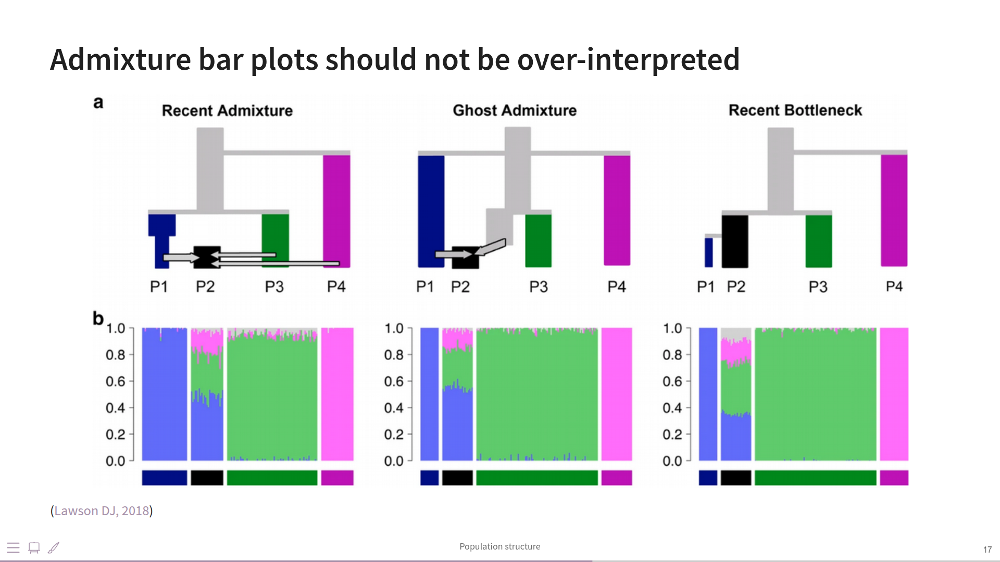 Admixture bar plots should not be over-interpreted
a
Recent Admixture Ghost Admixture Recent Bottleneck
P1 P2 P3 P4 P1 P2 P3 P4 P1 P2 P3 P4
b
1.0 1.0 1.0
0.8 0.8 0.8
0.6 0.6 0.6
0.4 0.4 0.4
0.2 0.2 0.2
0.0 0.0 0.0
(Lawson DJ, 2018)
Population structure
17